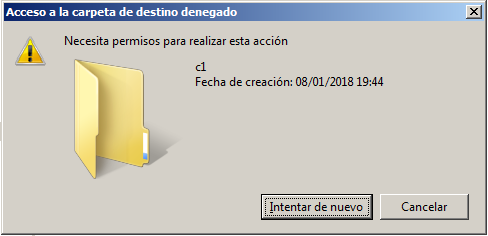 Acceso a la carpeta de destino denegado
Necesita permisos para realizar esta acción
c1
Fecha de creación: 08/01/2018 19:44
Intentar de nuevo
Cancelar